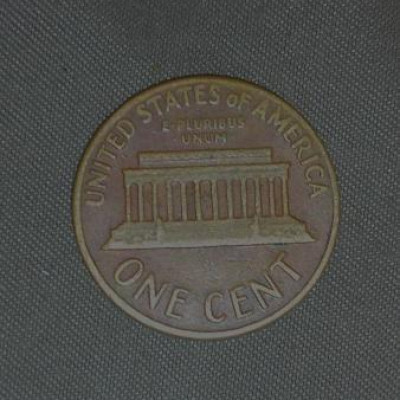 UNITED STATES OF AMERICA
E·PLURIBUS
UNUM
ONE CENT